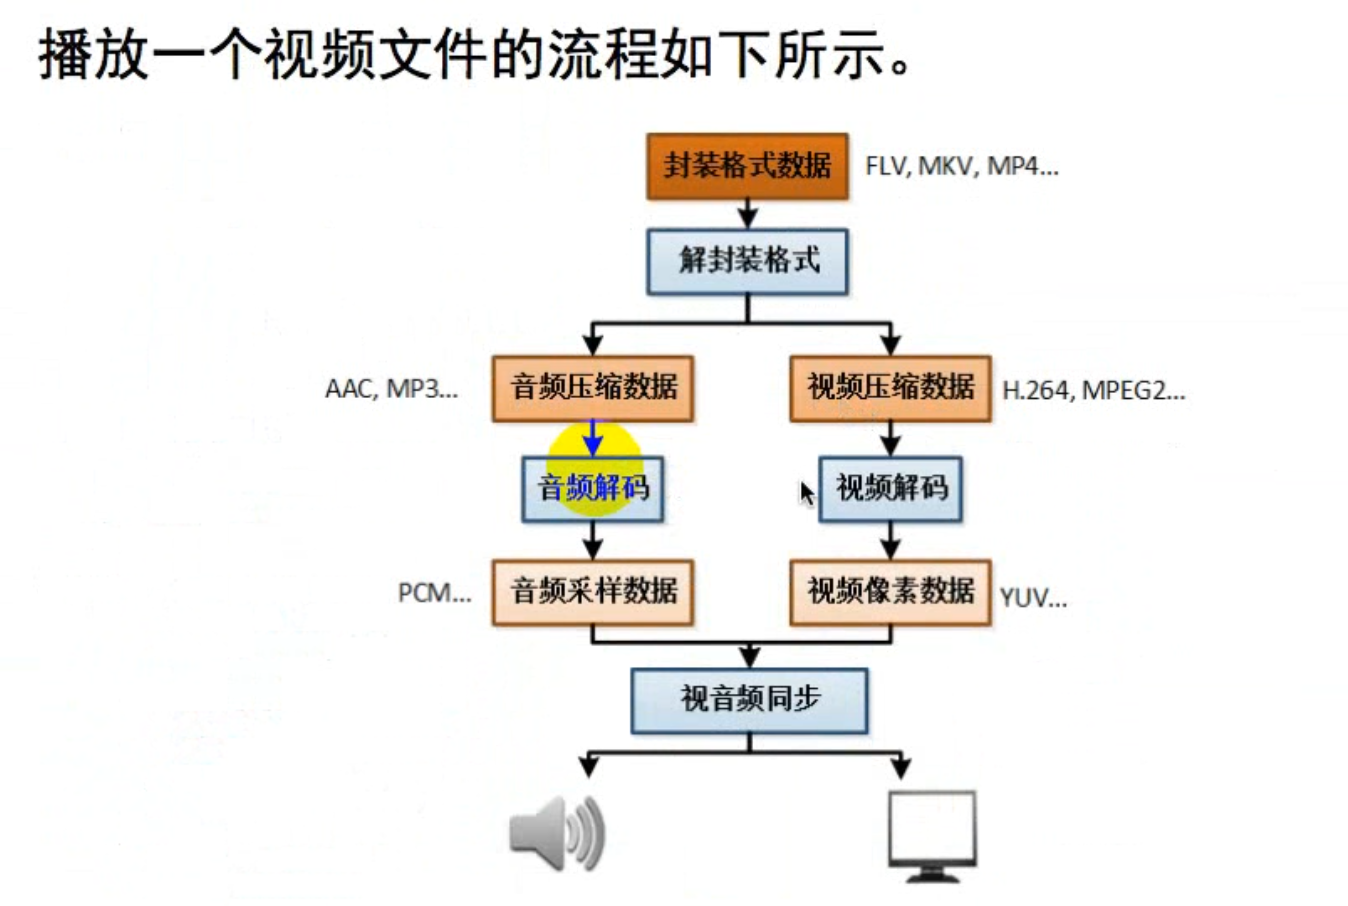 播放一个视频文件的流程如下所示。
封装格式数据 FLV, MKV, MP4...
解封装格式
AAC, MP3... 音频压缩数据 视频压缩数据 H.264, MPEG2...
音频解码 视频解码
PCM... 音频采样数据 视频像素数据 YUV...
视音频同步